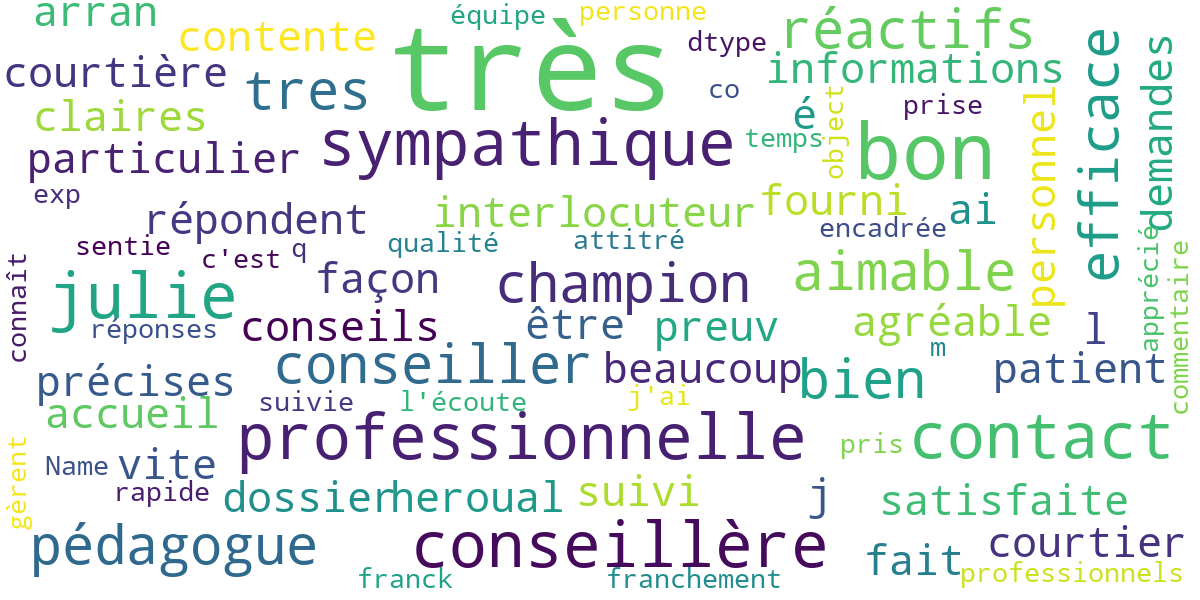 arran
équipe
personne
contente
très
dtype
réactifs
courtière
tres
co
informations
efficace
demandes
claires
é
object
prise
personnel
particulier
sympathique
temps
bon
exp
répondent
interlocuteur
fourni
ai
encadrée
sentie
c'est
q
qualité
attitré
connaît
julie
façon
champion
aimable
apprécié
commentaire
réponses
conseils
être
preuv
agréable
l
précises
conseiller
beaucoup
bien
m
patient
accueil
suivie
l'écoute
j'ai
gèrent
Name
vite
professionnelle
pris
contact
rapide
dossier
heroual
suivi
j
satisfaite
pédagogue
conseillère
fait
courtier
franck
franchement
professionnels